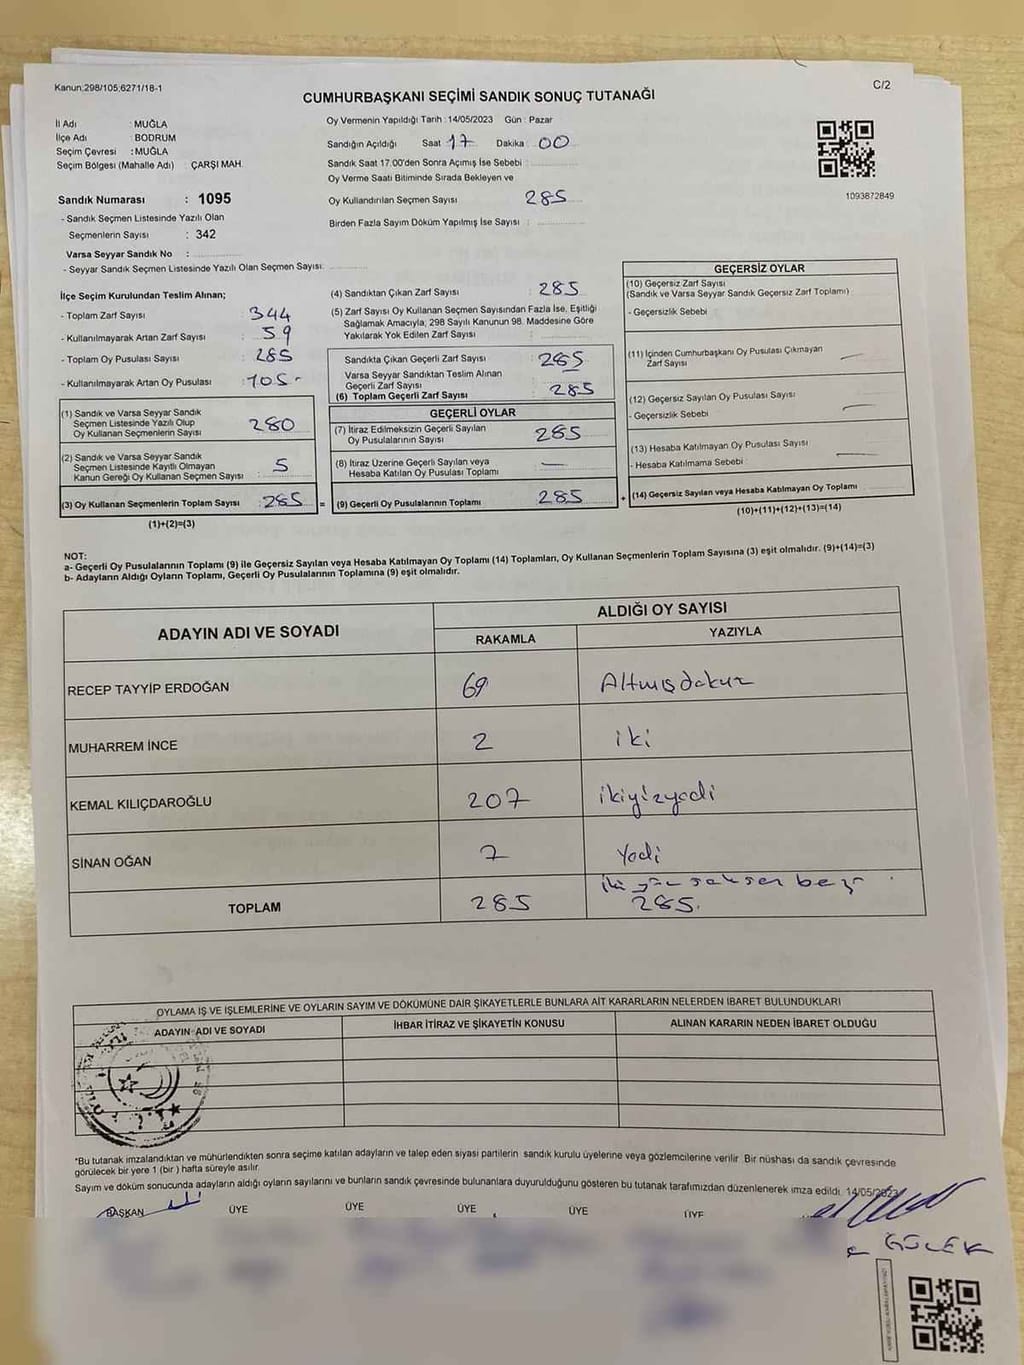 Kanun:298/105;6271/18-1
C/2
CUMHURBAŞKANI SEÇİMİ SANDIK SONUÇ TUTANAĞI
İl Adı : MUĞLA
İlçe Adı : BODRUM
Seçim Çevresi : MUĞLA
Seçim Bölgesi (Mahalle Adı) : ÇARŞI MAH.
Sandık Numarası : 1095
- Sandık Seçmen Listesinde Yazılı Olan
Seçmenlerin Sayısı : 342
Varsa Seyyar Sandık No :
- Seyyar Sandık Seçmen Listesinde Yazılı Olan Seçmen Sayısı:
Oy Vermenin Yapıldığı Tarih : 14/05/2023 Gün : Pazar
Sandığın Açıldığı Saat 17 Dakika : 00
Sandık Saat 17.00'den Sonra Açımış İse Sebebi :
Oy Verme Saati Bitiminde Sırada Bekleyen ve
Oy Kullandırılan Seçmen Sayısı 285
Birden Fazla Sayım Döküm Yapılmış İse Sayısı :
1093872849
İlçe Seçim Kurulundan Teslim Alınan;
- Toplam Zarf Sayısı : 344
- Kullanılmayarak Artan Zarf Sayısı : 59
- Toplam Oy Pusulası Sayısı : 285
- Kullanılmayarak Artan Oy Pusulası : 105-
(1) Sandık ve Varsa Seyyar Sandık
Seçmen Listesinde Yazılı Olup
Oy Kullanan Seçmenlerin Sayısı 280
(2) Sandık ve Varsa Seyyar Sandık
Seçmen Listesinde Kayıtlı Olmayan
Kanun Gereği Oy Kullanan Seçmen Sayısı 5
(3) Oy Kullanan Seçmenlerin Toplam Sayısı : 285 =
(1)+(2)=(3)
(4) Sandıktan Çıkan Zarf Sayısı : 285
(5) Zarf Sayısı Oy Kullanan Seçmen Sayısından Fazla İse, Eşitliği
Sağlamak Amacıyla, 298 Sayılı Kanunun 98. Maddesine Göre
Yakılarak Yok Edilen Zarf Sayısı :
Sandıkta Çıkan Geçerli Zarf Sayısı : 285
Varsa Seyyar Sandıktan Teslim Alınan
Geçerli Zarf Sayısı
(6) Toplam Geçerli Zarf Sayısı : 285
GEÇERLİ OYLAR
(7) İtiraz Edilmeksizin Geçerli Sayılan
Oy Pusulalarının Sayısı : 285
(8) İtiraz Üzerine Geçerli Sayılan veya
Hesaba Katılan Oy Pusulası Toplamı : —
(9) Geçerli Oy Pusulalarının Toplamı 285 +
GEÇERSİZ OYLAR
(10) Geçersiz Zarf Sayısı
(Sandık ve Varsa Seyyar Sandık Geçersiz Zarf Toplamı)
- Geçersizlik Sebebi
(11) İçinden Cumhurbaşkanı Oy Pusulası Çıkmayan
Zarf Sayısı —
(12) Geçersiz Sayılan Oy Pusulası Sayısı
- Geçersizlik Sebebi —
(13) Hesaba Katılmayan Oy Pusulası Sayısı
- Hesaba Katılmama Sebebi —
(14) Geçersiz Sayılan veya Hesaba Katılmayan Oy Toplamı
(10)+(11)+(12)+(13)=(14)
NOT:
a- Geçerli Oy Pusulalarının Toplamı (9) ile Geçersiz Sayılan veya Hesaba Katılmayan Oy Toplamı (14) Toplamları, Oy Kullanan Seçmenlerin Toplam Sayısına (3) eşit olmalıdır. (9)+(14)=(3)
b- Adayların Aldığı Oyların Toplamı, Geçerli Oy Pusulalarının Toplamına (9) eşit olmalıdır.
ADAYIN ADI VE SOYADI
ALDIĞI OY SAYISI
RAKAMLA YAZIYLA
RECEP TAYYİP ERDOĞAN 69 Altmışdokuz
MUHARREM İNCE 2 iki
KEMAL KILIÇDAROĞLU 207 ikiyüzyedi
SİNAN OĞAN 7 Yedi
iki yüz seksen beş
TOPLAM 285 285.
OYLAMA İŞ VE İŞLEMLERİNE VE OYLARIN SAYIM VE DÖKÜMÜNE DAİR ŞİKAYETLERLE BUNLARA AİT KARARLARIN NELERDEN İBARET BULUNDUKLARI
ADAYIN ADI VE SOYADI İHBAR İTİRAZ VE ŞİKAYETİN KONUSU ALINAN KARARIN NEDEN İBARET OLDUĞU
*Bu tutanak imzalandıktan ve mühürlendikten sonra seçime katılan adayların ve talep eden siyasi partilerin sandık kurulu üyelerine veya gözlemcilerine verilir. Bir nüshası da sandık çevresinde
görülecek bir yere 1 (bir ) hafta süreyle asılır.
Sayım ve döküm sonucunda adayların aldığı oyların sayılarını ve bunların sandık çevresinde bulunanlara duyurulduğunu gösteren bu tutanak tarafımızdan düzenlenerek imza edildi. 14/05/2023
BAŞKAN ÜYE ÜYE ÜYE ÜYE ÜYE